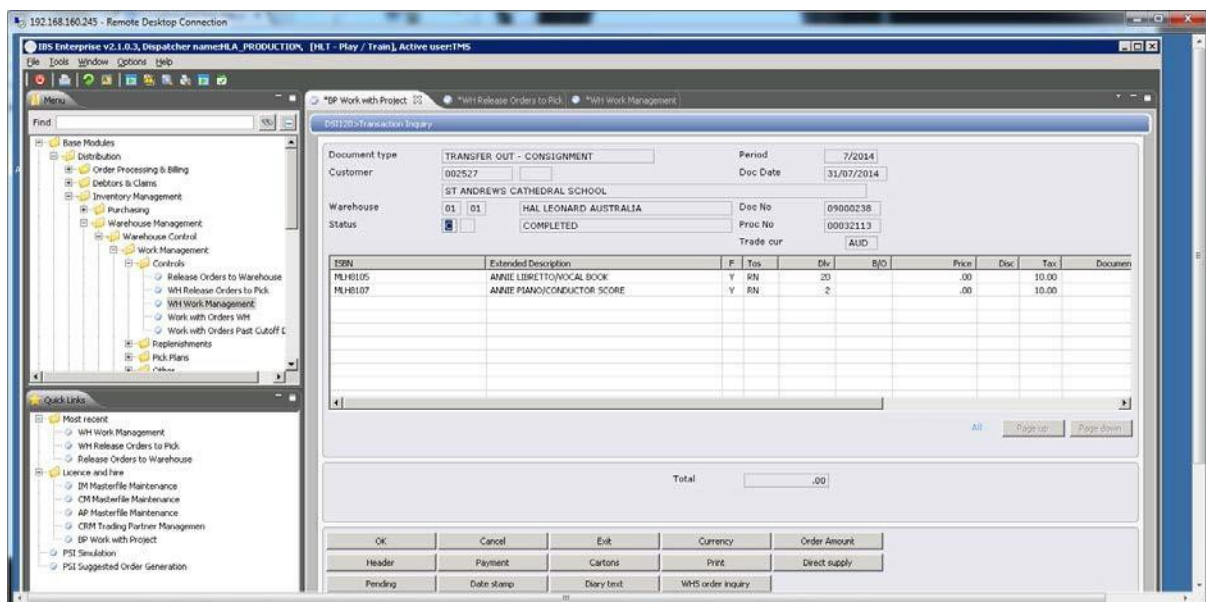 192.168.160.245 - Remote Desktop Connection
IBS Enterprise v2.1.0.3, Dispatcher name:HLA_PRODUCTION, [HLT - Play / Train], Active user:TMS
File Tools Window Options Help
Menu
Find
Base Modules
Distribution
Order Processing & Billing
Debtors & Claims
Inventory Management
Purchasing
Warehouse Management
Warehouse Control
Work Management
Controls
Release Orders to Warehouse
WH Release Orders to Pick
WH Work Management
Work with Orders WH
Work with Orders Past Cutoff D
Replenishments
Pick Plans
Other
Quick Links
Most recent
WH Work Management
WH Release Orders to Pick
Release Orders to Warehouse
Licence and hire
IM Masterfile Maintenance
CM Masterfile Maintenance
AP Masterfile Maintenance
CRM Trading Partner Managemen
BP Work with Project
PSI Simulation
PSI Suggested Order Generation
*BP Work with Project *WH Release Orders to Pick *WH Work Management
DSI120>Transaction Inquiry
Document type TRANSFER OUT - CONSIGNMENT Period 7/2014
Customer 002527 Doc Date 31/07/2014
ST ANDREWS CATHEDRAL SCHOOL
Warehouse 01 01 HAL LEONARD AUSTRALIA Doc No 09000238
Status C COMPLETED Proc No 00032113
Trade cur AUD
ISBN Extended Description F Tos Dlv B/O Price Disc Tax Documen
MLH8105 ANNIE LIBRETTO/VOCAL BOOK Y RN 20 .00 10.00
MLH8107 ANNIE PIANO/CONDUCTOR SCORE Y RN 2 .00 10.00
All Page up Page down
Total .00
OK Cancel Exit Currency Order Amount
Header Payment Cartons Print Direct supply
Pending Date stamp Diary text WHS order inquiry